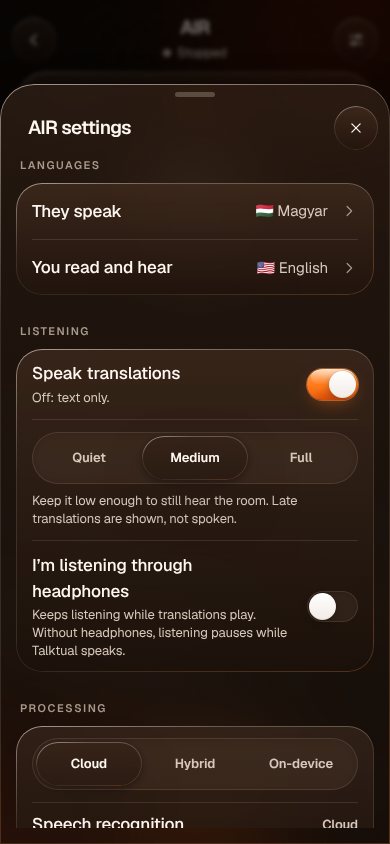 AIR
Stopped
AIR settings
LANGUAGES
They speak
Magyar
You read and hear
English
LISTENING
Speak translations
Off: text only.
Quiet
Medium
Full
Keep it low enough to still hear the room. Late
translations are shown, not spoken.
I’m listening through
headphones
Keeps listening while translations play.
Without headphones, listening pauses while
Talktual speaks.
PROCESSING
Cloud
Hybrid
On-device
Speech recognition
Cloud